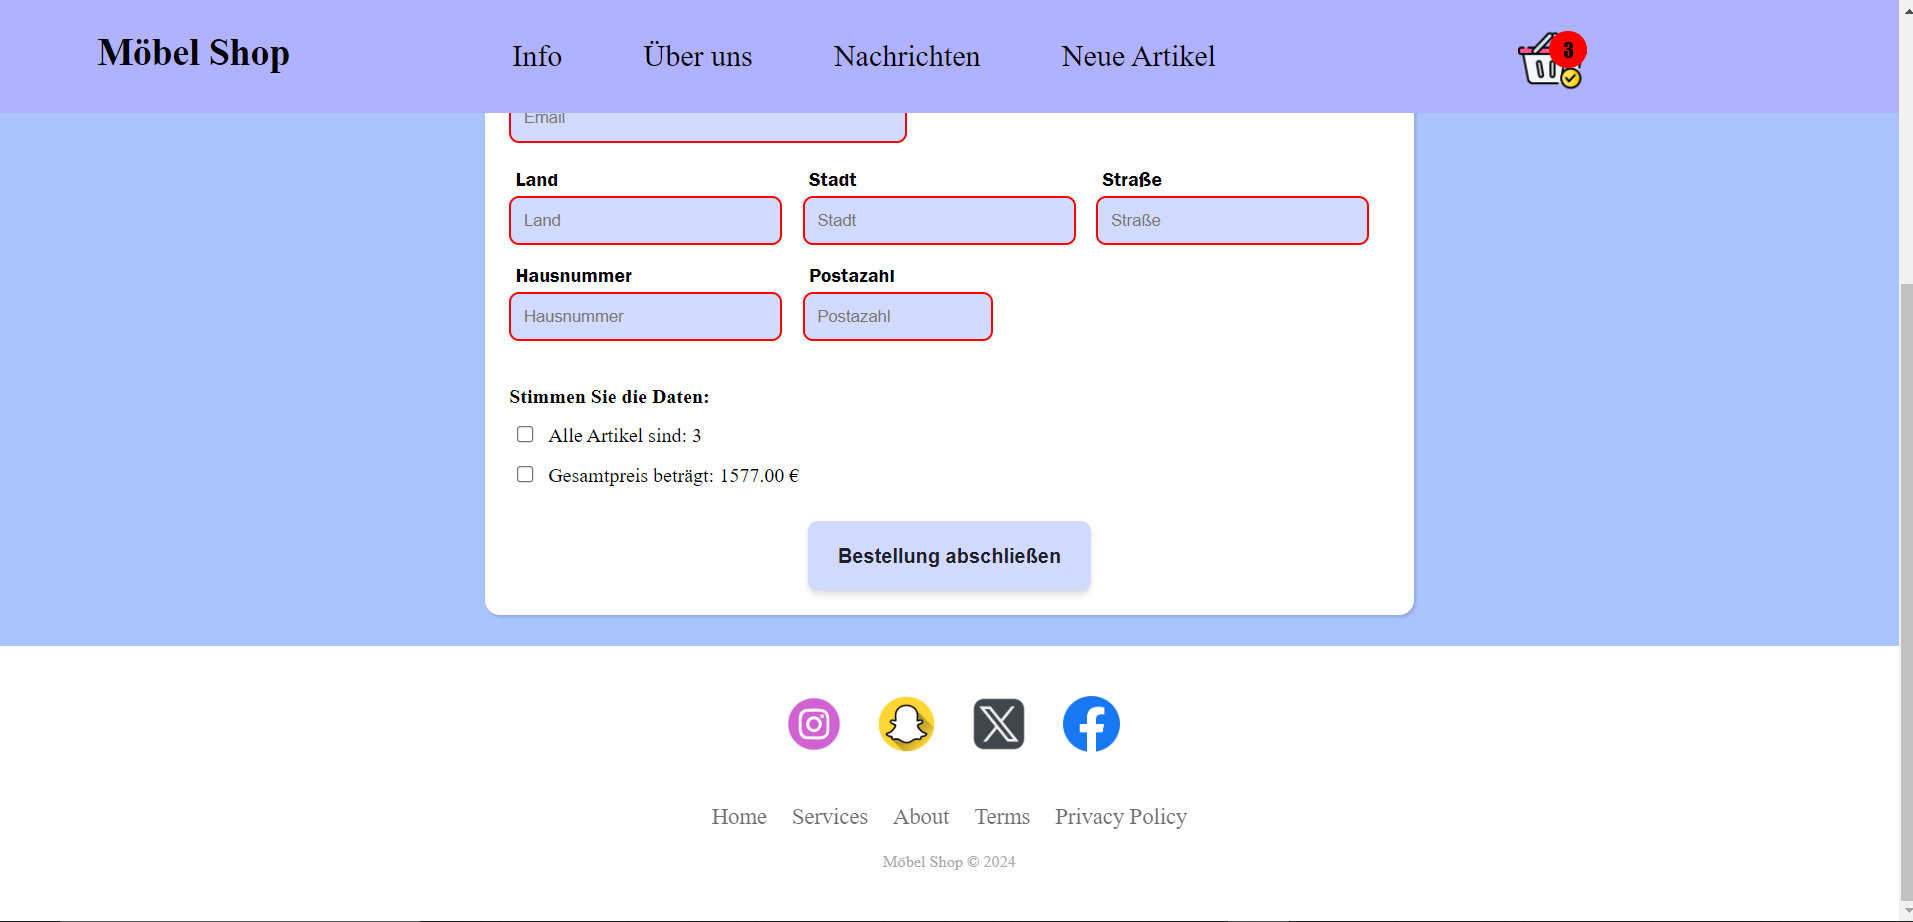 Möbel Shop Info Über uns Nachrichten Neue Artikel 3
Email
Land Stadt Straße
Land Stadt Straße
Hausnummer Postazahl
Hausnummer Postazahl
Stimmen Sie die Daten:
Alle Artikel sind: 3
Gesamtpreis beträgt: 1577.00 €
Bestellung abschließen
Home Services About Terms Privacy Policy
Möbel Shop © 2024